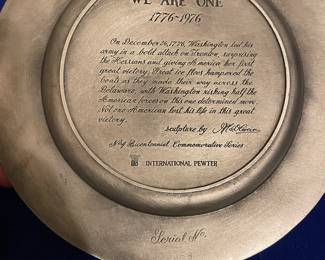 WE ARE ONE
1776-1976
On December 26, 1776, Washington led his
army in a bold attack on Trenton, surprising
the Hessians and giving America her first
great victory. Great ice floes hampered the
boats as they made their way across the
Delaware, with Washington risking half the
American forces on this one determined move.
Not one American lost his life in this great
victory.
sculpture by
No 4 Bicentennial Commemorative Series
INTERNATIONAL PEWTER
Serial No.